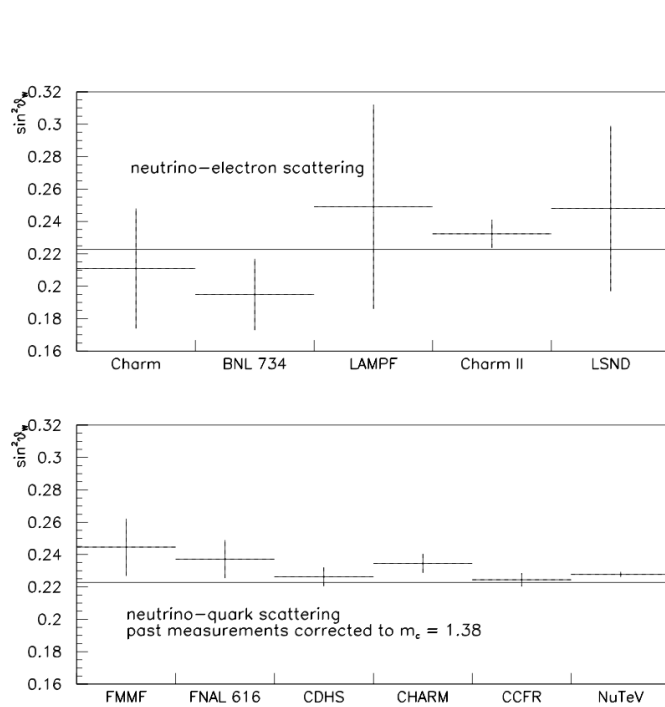 sin²ϑw
0.32
0.3
0.28
0.26
0.24
0.22
0.2
0.18
0.16
neutrino−electron scattering
Charm BNL 734 LAMPF Charm II LSND
sin²ϑw
0.32
0.3
0.28
0.26
0.24
0.22
0.2
0.18
0.16
neutrino−quark scattering
past measurements corrected to mc = 1.38
FMMF FNAL 616 CDHS CHARM CCFR NuTeV